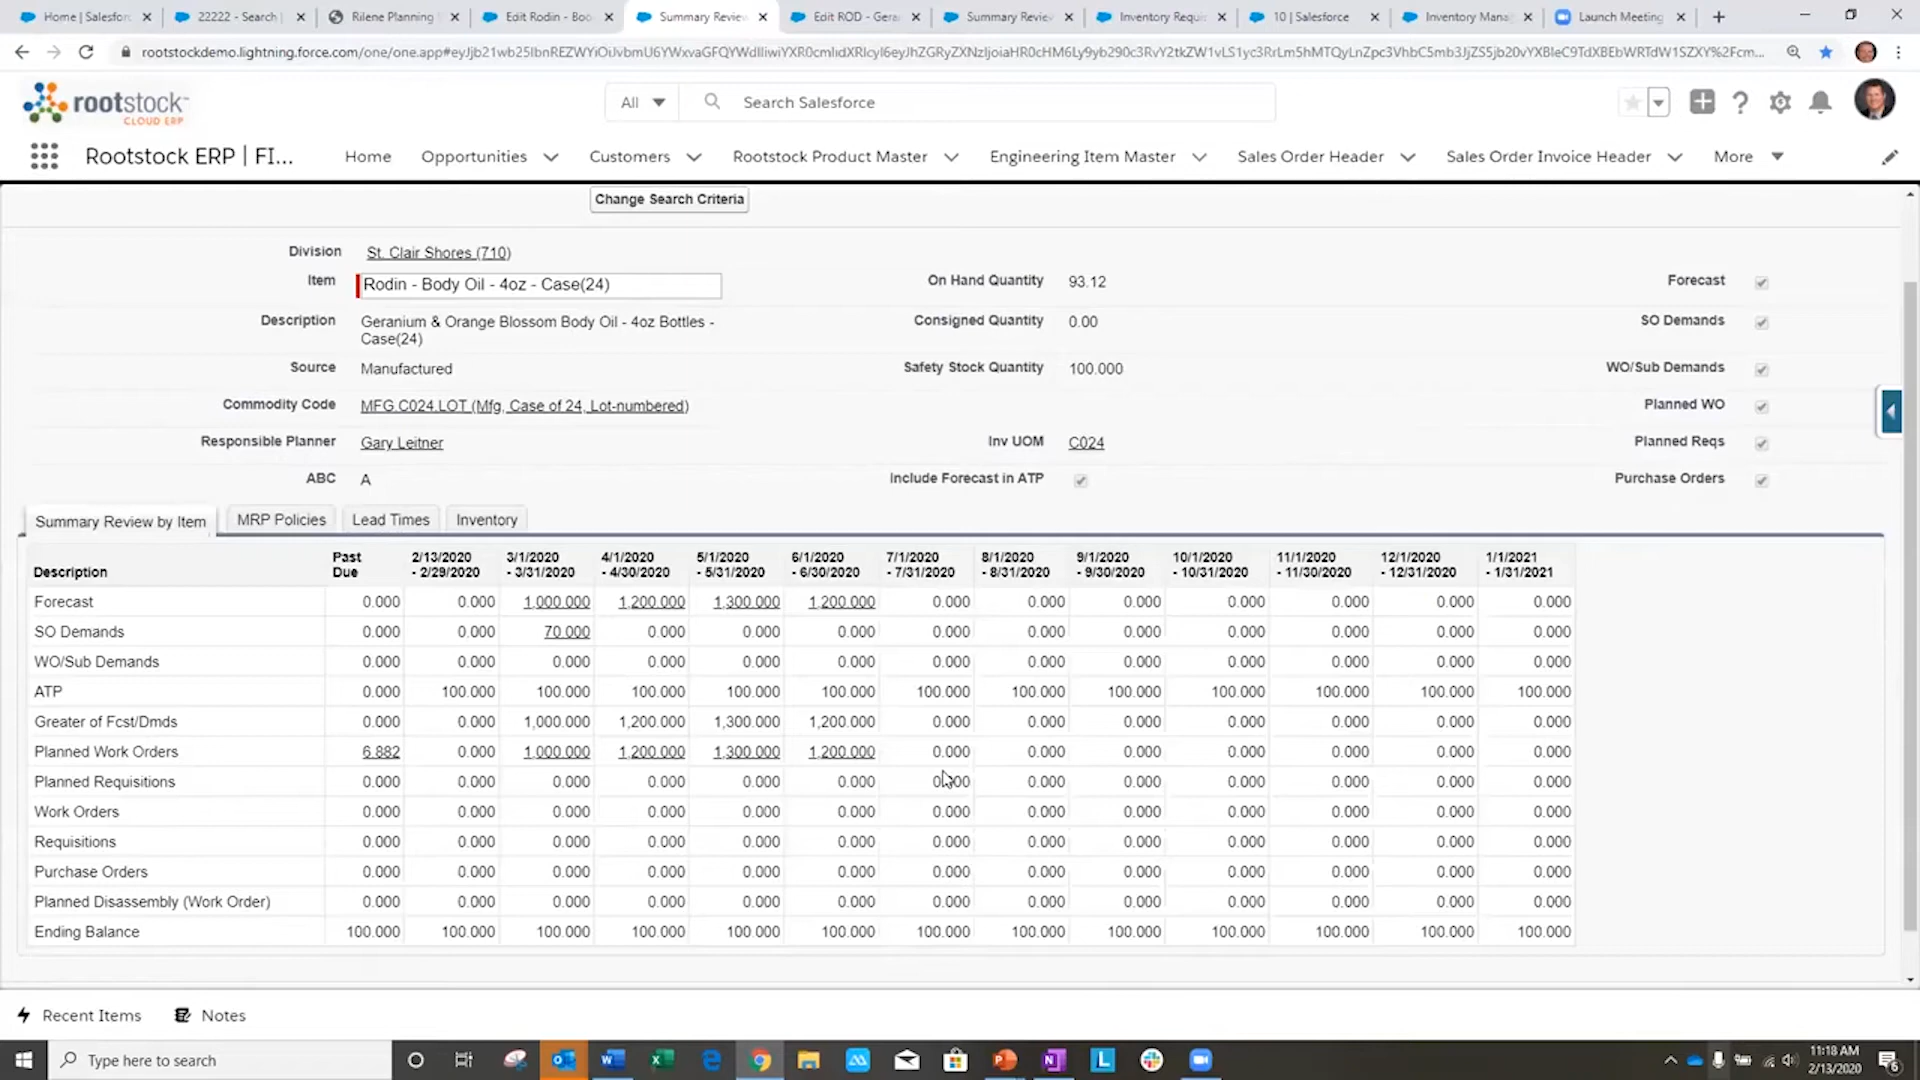 Home | Salesforc
22222 - Search |
Rilene Planning
Edit Rodin - Boo
Summary Review
Edit ROD - Gera
Summary Review
Inventory Requis
10 | Salesforce
Inventory Mana
Launch Meeting
rootstock
CLOUD ERP
All
Search Salesforce
Rootstock ERP | FI...
Home
Opportunities
Customers
Rootstock Product Master
Engineering Item Master
Sales Order Header
Sales Order Invoice Header
More
Change Search Criteria
Division St. Clair Shores (710)
Item Rodin - Body Oil - 4oz - Case(24) On Hand Quantity 93.12 Forecast
Description Geranium & Orange Blossom Body Oil - 4oz Bottles - Consigned Quantity 0.00 SO Demands
Case(24)
Source Manufactured Safety Stock Quantity 100.000 WO/Sub Demands
Commodity Code MFG C024.LOT (Mfg, Case of 24, Lot-numbered) Planned WO
Responsible Planner Gary Leitner Inv UOM C024 Planned Reqs
ABC A Include Forecast in ATP Purchase Orders
Summary Review by Item MRP Policies Lead Times Inventory
Past 2/13/2020 3/1/2020 4/1/2020 5/1/2020 6/1/2020 7/1/2020 8/1/2020 9/1/2020 10/1/2020 11/1/2020 12/1/2020 1/1/2021
Description Due - 2/29/2020 - 3/31/2020 - 4/30/2020 - 5/31/2020 - 6/30/2020 - 7/31/2020 - 8/31/2020 - 9/30/2020 - 10/31/2020 - 11/30/2020 - 12/31/2020 - 1/31/2021
Forecast 0.000 0.000 1,000.000 1,200.000 1,300.000 1,200.000 0.000 0.000 0.000 0.000 0.000 0.000 0.000
SO Demands 0.000 0.000 70.000 0.000 0.000 0.000 0.000 0.000 0.000 0.000 0.000 0.000 0.000
WO/Sub Demands 0.000 0.000 0.000 0.000 0.000 0.000 0.000 0.000 0.000 0.000 0.000 0.000 0.000
ATP 0.000 100.000 100.000 100.000 100.000 100.000 100.000 100.000 100.000 100.000 100.000 100.000 100.000
Greater of Fcst/Dmds 0.000 0.000 1,000.000 1,200.000 1,300.000 1,200.000 0.000 0.000 0.000 0.000 0.000 0.000 0.000
Planned Work Orders 6.882 0.000 1,000.000 1,200.000 1,300.000 1,200.000 0.000 0.000 0.000 0.000 0.000 0.000 0.000
Planned Requisitions 0.000 0.000 0.000 0.000 0.000 0.000 0.000 0.000 0.000 0.000 0.000 0.000 0.000
Work Orders 0.000 0.000 0.000 0.000 0.000 0.000 0.000 0.000 0.000 0.000 0.000 0.000 0.000
Requisitions 0.000 0.000 0.000 0.000 0.000 0.000 0.000 0.000 0.000 0.000 0.000 0.000 0.000
Purchase Orders 0.000 0.000 0.000 0.000 0.000 0.000 0.000 0.000 0.000 0.000 0.000 0.000 0.000
Planned Disassembly (Work Order) 0.000 0.000 0.000 0.000 0.000 0.000 0.000 0.000 0.000 0.000 0.000 0.000 0.000
Ending Balance 100.000 100.000 100.000 100.000 100.000 100.000 100.000 100.000 100.000 100.000 100.000 100.000 100.000
Recent Items
Notes
Type here to search
11:18 AM
2/13/2020
6